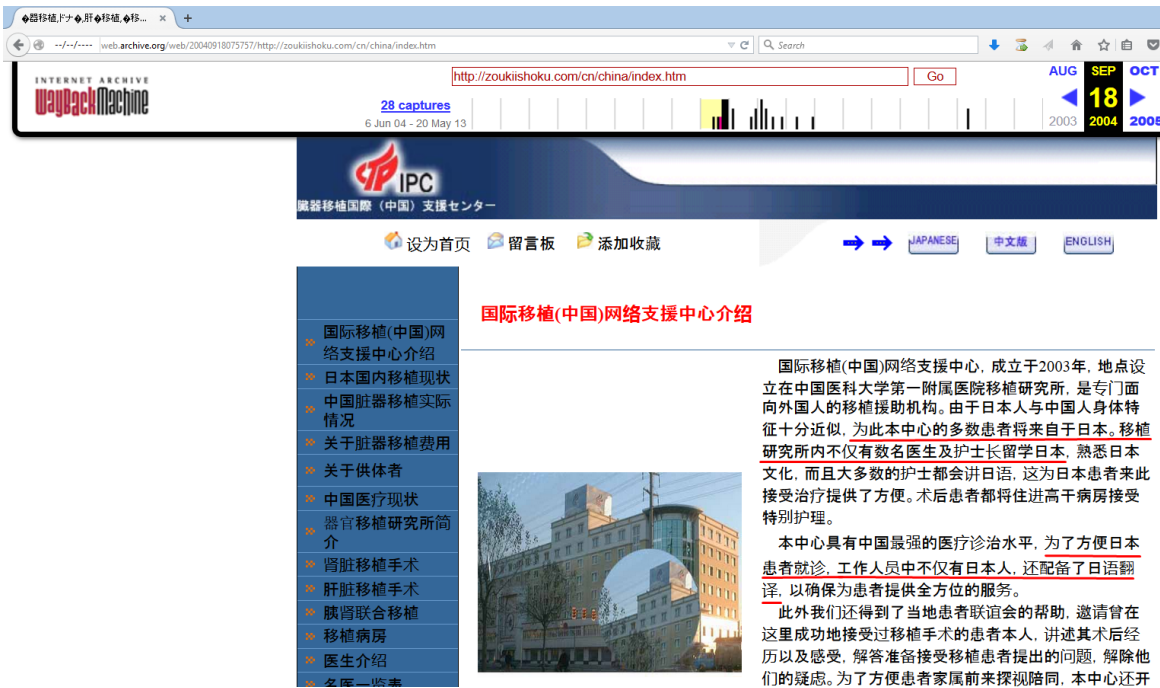 �器移植,ドナ�,肝�移植,�移...
--/--/---- web.archive.org/web/20040918075757/http://zoukiishoku.com/cn/china/index.htm
Search
INTERNET ARCHIVE
WayBackMachine
http://zoukiishoku.com/cn/china/index.htm
Go
28 captures
6 Jun 04 - 20 May 13
AUG SEP OCT
18
2003 2004 2005
IPC
臓器移植国際（中国）支援センター
设为首页 留言板 添加收藏
JAPANESE 中文版 ENGLISH
国际移植(中国)网络支援中心介绍
国际移植(中国)网
络支援中心介绍
日本国内移植现状
中国脏器移植实际
情况
关于脏器移植费用
关于供体者
中国医疗现状
器官移植研究所简
介
肾脏移植手术
肝脏移植手术
胰肾联合移植
移植病房
医生介绍
名医一览表
国际移植(中国)网络支援中心, 成立于2003年, 地点设
立在中国医科大学第一附属医院移植研究所, 是专门面
向外国人的移植援助机构。由于日本人与中国人身体特
征十分近似, 为此本中心的多数患者将来自于日本。移植
研究所内不仅有数名医生及护士长留学日本, 熟悉日本
文化, 而且大多数的护士都会讲日语, 这为日本患者来此
接受治疗提供了方便。术后患者都将住进高干病房接受
特别护理。
本中心具有中国最强的医疗诊治水平, 为了方便日本
患者就诊, 工作人员中不仅有日本人, 还配备了日语翻
译, 以确保为患者提供全方位的服务。
此外我们还得到了当地患者联谊会的帮助, 邀请曾在
这里成功地接受过移植手术的患者本人, 讲述其术后经
历以及感受, 解答准备接受移植患者提出的问题, 解除他
们的疑虑。为了方便患者家属前来探视陪同, 本中心还开